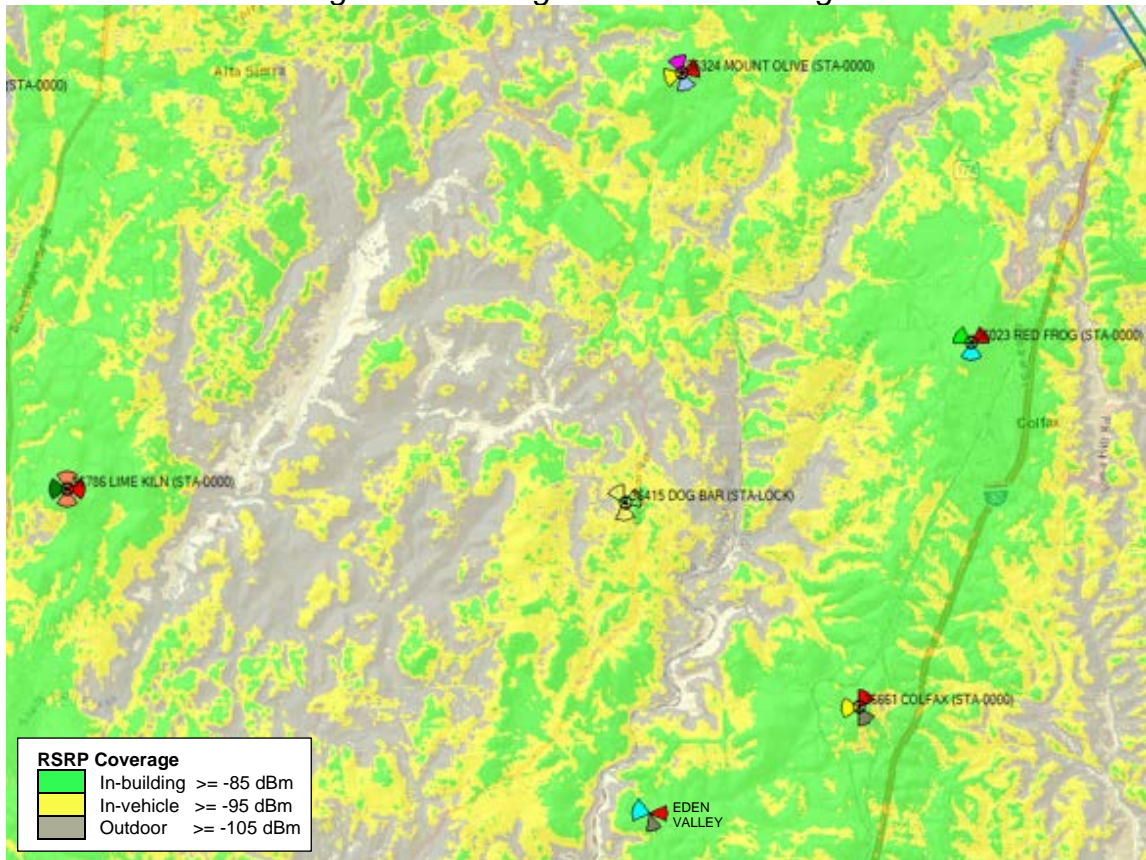 Alta Sierra
324 MOUNT OLIVE (STA-0000)
(STA-0000)
023 RED FROG (STA-0000)
Colfax
786 LIME KILN (STA-0000)
36415 DOG BAR (STA-LOCK)
661 COLFAX (STA-0000)
RSRP Coverage
In-building >= -85 dBm
In-vehicle >= -95 dBm
Outdoor >= -105 dBm
EDEN
VALLEY